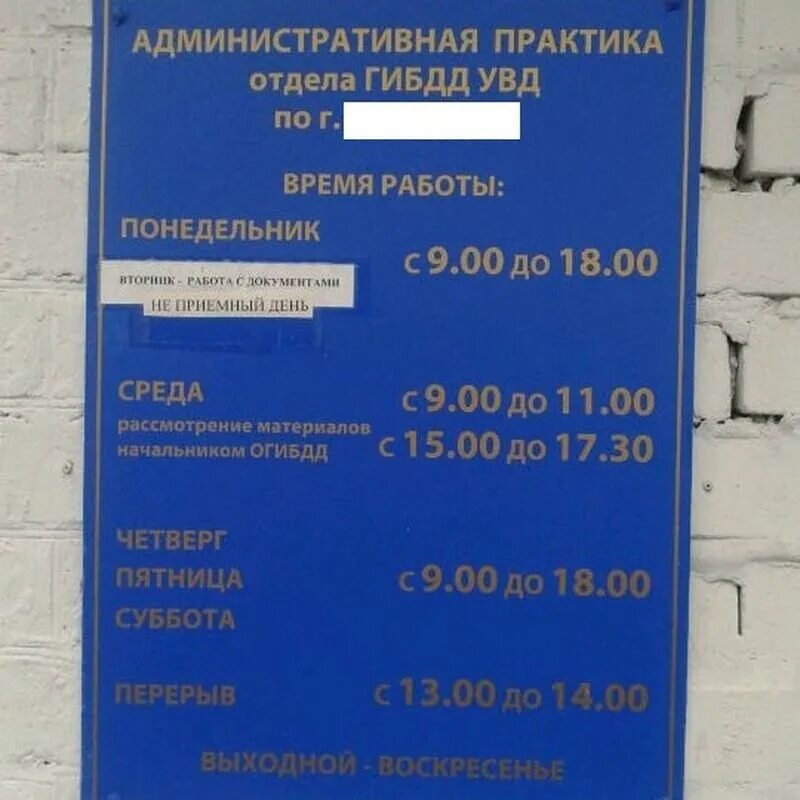 АДМИНИСТРАТИВНАЯ ПРАКТИКА
отдела ГИБДД УВД
по г.
ВРЕМЯ РАБОТЫ:
ПОНЕДЕЛЬНИК
с 9.00 до 18.00
ВТОРНИК - РАБОТА С ДОКУМЕНТАМИ
НЕ ПРИЕМНЫЙ ДЕНЬ
СРЕДА с 9.00 до 11.00
рассмотрение материалов
начальником ОГИБДД с 15.00 до 17.30
ЧЕТВЕРГ
ПЯТНИЦА с 9.00 до 18.00
СУББОТА
ПЕРЕРЫВ с 13.00 до 14.00
ВЫХОДНОЙ - ВОСКРЕСЕНЬЕ